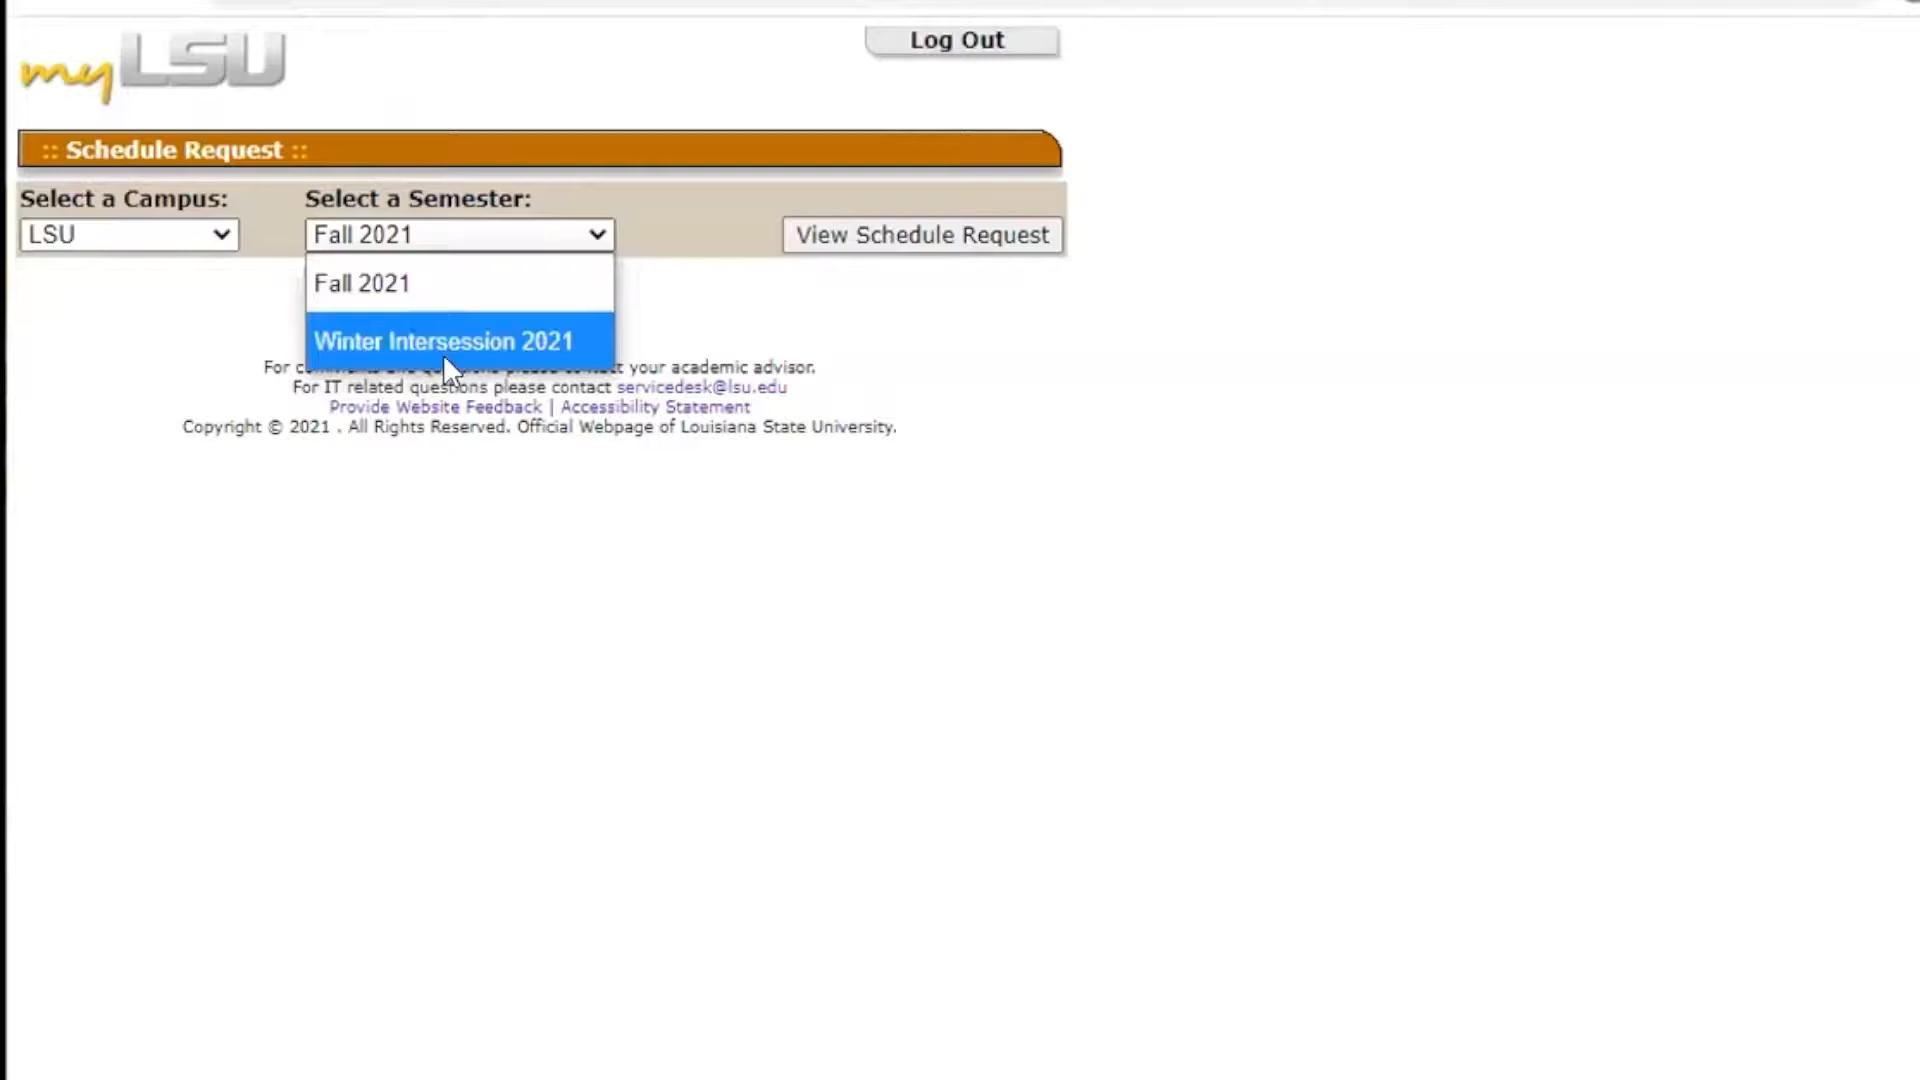 myLSU
Log Out
:: Schedule Request ::
Select a Campus: Select a Semester:
LSU Fall 2021 View Schedule Request
Fall 2021
Winter Intersession 2021
For your academic advisor.
For IT related questions please contact servicedesk@lsu.edu
Provide Website Feedback | Accessibility Statement
Copyright © 2021 . All Rights Reserved. Official Webpage of Louisiana State University.